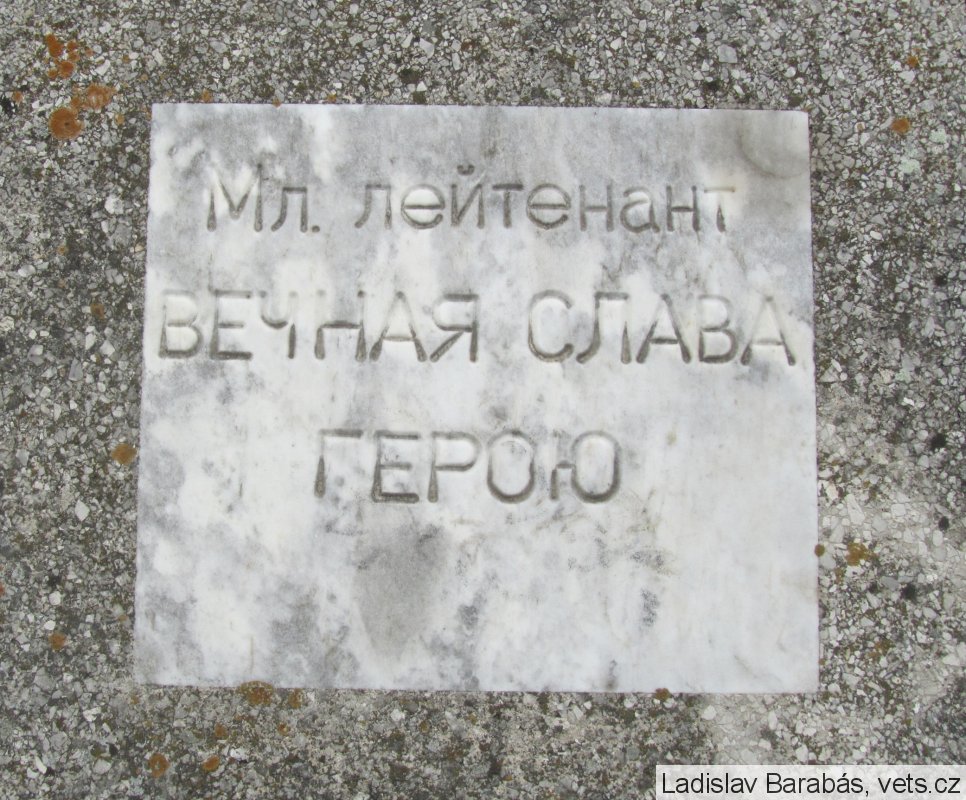 Мл. лейтенант
ВЕЧНАЯ СЛАВА
ГЕРОЮ
Ladislav Barabás, vets.cz